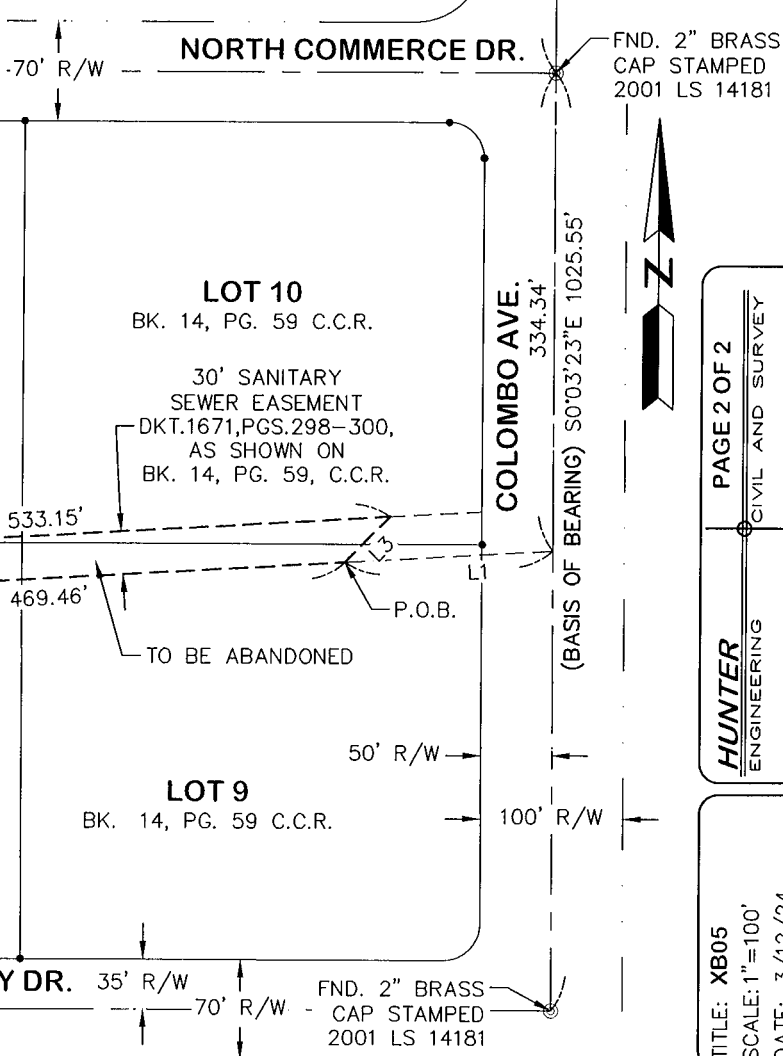 NORTH COMMERCE DR.
70' R/W
FND. 2" BRASS
CAP STAMPED
2001 LS 14181
LOT 10
BK. 14, PG. 59 C.C.R.
30' SANITARY
SEWER EASEMENT
DKT.1671,PGS.298-300,
AS SHOWN ON
BK. 14, PG. 59, C.C.R.
COLOMBO AVE.
334.34'
(BASIS OF BEARING) S0°03'23"E 1025.55'
N
533.15'
L3
L1
469.46'
P.O.B.
TO BE ABANDONED
50' R/W
LOT 9
BK. 14, PG. 59 C.C.R.
100' R/W
Y DR.
35' R/W
70' R/W
FND. 2" BRASS
CAP STAMPED
2001 LS 14181
PAGE 2 OF 2
HUNTER
ENGINEERING
CIVIL AND SURVEY
TITLE: XB05
SCALE: 1"=100'
DATE: 3/12/24